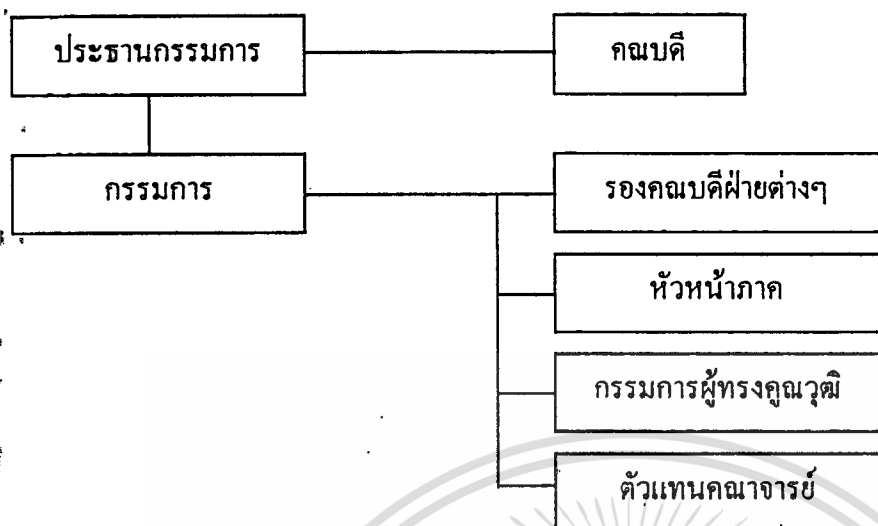 ประธานกรรมการ
คณบดี
กรรมการ
รองคณบดีฝ่ายต่างๆ
หัวหน้าภาค
กรรมการผู้ทรงคูณวุฒิ
ตัวแทนคณาจารย์